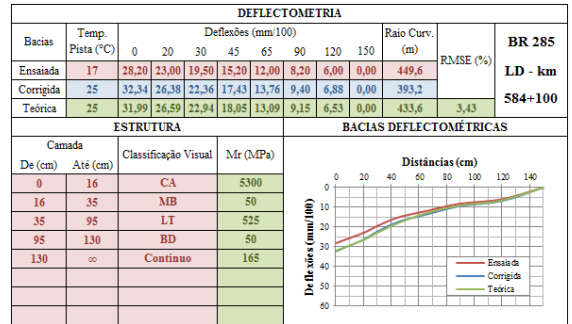 DEFLECTOMETRIA
Bacias Temp. Pista (°C) Deflexões (mm/100) Raio Curv. (m) RMSE (%) BR 285 LD - km 584+100
0 20 30 45 65 90 120 150
Ensaiada 17 28,20 23,00 19,50 15,20 12,00 8,20 6,00 0,00 449,6
Corrigida 25 32,34 26,38 22,36 17,43 13,76 9,40 6,88 0,00 393,2
Teórica 25 31,99 26,59 22,94 18,05 13,09 9,15 6,53 0,00 433,6 3,43
ESTRUTURA
Camada Classificação Visual Mr (MPa)
De (cm) Até (cm)
0 16 CA 5300
16 35 MB 50
35 95 LT 525
95 130 BD 50
130 ∞ Contínuo 165
BACIAS DEFLECTOMÉTRICAS
Distâncias (cm)
0 20 40 60 80 100 120 140
Deflexões (mm/100)
0
10
20
30
40
50
60
Ensaiada
Corrigida
Teórica